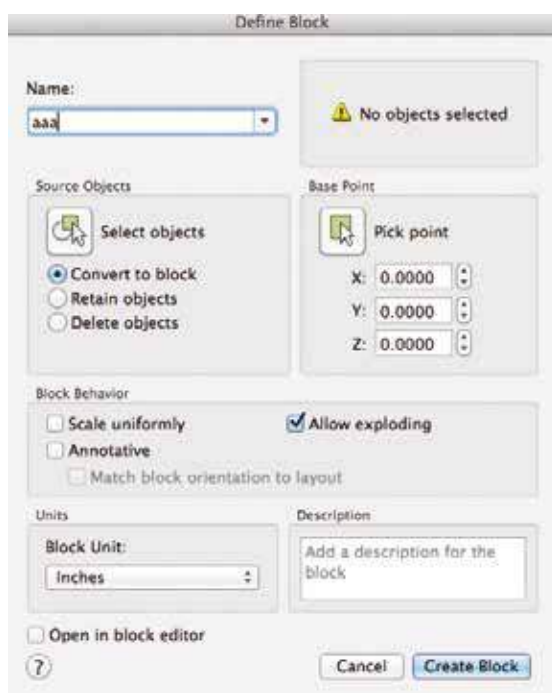 Define Block
Name:
aaa
No objects selected
Source Objects
Select objects
Convert to block
Retain objects
Delete objects
Base Point
Pick point
X: 0.0000
Y: 0.0000
Z: 0.0000
Block Behavior
Scale uniformly
Allow exploding
Annotative
Match block orientation to layout
Units
Block Unit:
Inches
Description
Add a description for the
block
Open in block editor
?
Cancel
Create Block